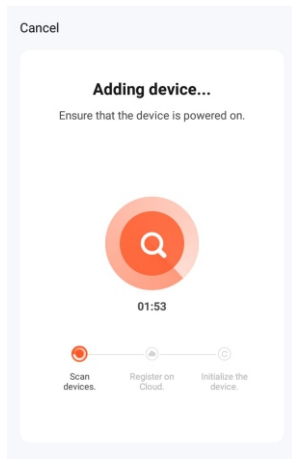 Cancel
Adding device...
Ensure that the device is powered on.
01:53
Scan devices.
Register on Cloud.
Initialize the device.